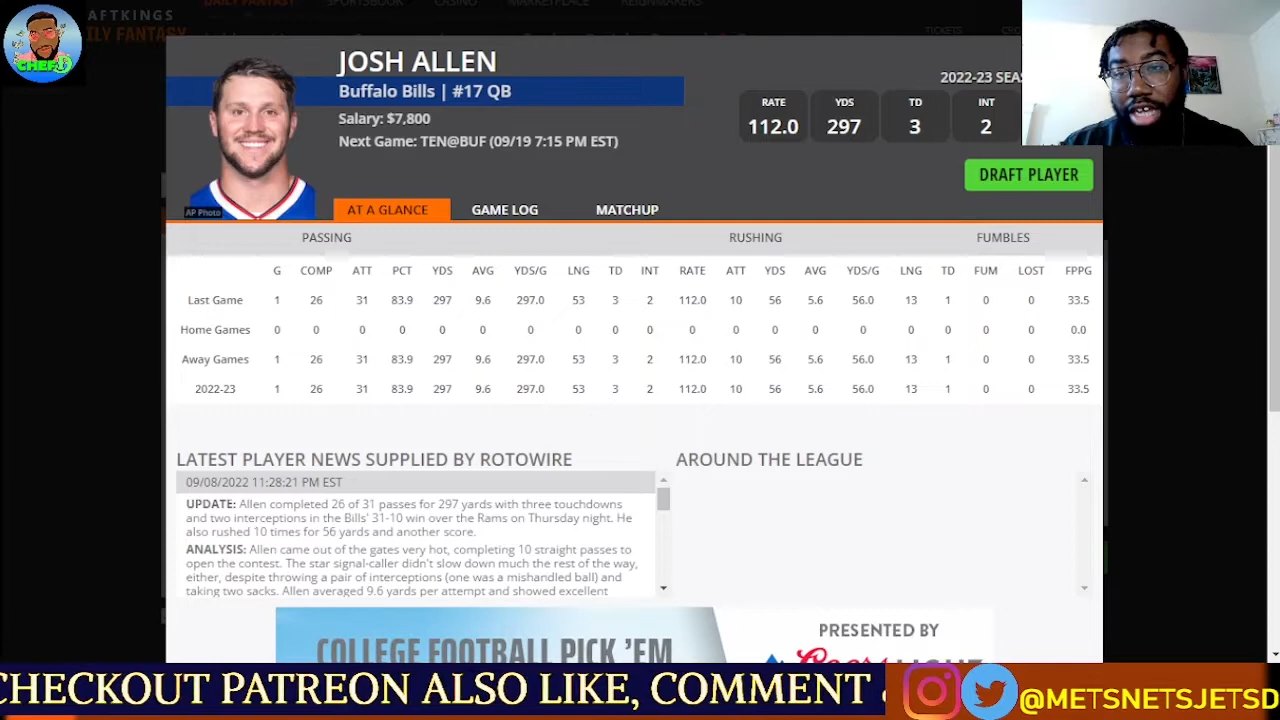 AFTKINGS
DAILY FANTASY SPORTSBOOK CASINO MARKETPLACE REIGNMAKERS
ILY FANTASY
CHEF
TICKETS
JOSH ALLEN
Buffalo Bills | #17 QB
Salary: $7,800
Next Game: TEN@BUF (09/19 7:15 PM EST)
2022-23 SEA
RATE YDS TD INT
112.0 297 3 2
DRAFT PLAYER
AP Photo
AT A GLANCE GAME LOG MATCHUP
PASSING RUSHING FUMBLES
G COMP ATT PCT YDS AVG YDS/G LNG TD INT RATE ATT YDS AVG YDS/G LNG TD FUM LOST FPPG
Last Game 1 26 31 83.9 297 9.6 297.0 53 3 2 112.0 10 56 5.6 56.0 13 1 0 0 33.5
Home Games 0 0 0 0 0 0 0 0 0 0 0 0 0 0 0 0 0 0 0 0.0
Away Games 1 26 31 83.9 297 9.6 297.0 53 3 2 112.0 10 56 5.6 56.0 13 1 0 0 33.5
2022-23 1 26 31 83.9 297 9.6 297.0 53 3 2 112.0 10 56 5.6 56.0 13 1 0 0 33.5
LATEST PLAYER NEWS SUPPLIED BY ROTOWIRE
AROUND THE LEAGUE
09/08/2022 11:28:21 PM EST
UPDATE: Allen completed 26 of 31 passes for 297 yards with three touchdowns
and two interceptions in the Bills' 31-10 win over the Rams on Thursday night. He
also rushed 10 times for 56 yards and another score.
ANALYSIS: Allen came out of the gates very hot, completing 10 straight passes to
open the contest. The star signal-caller didn't slow down much the rest of the way,
either, despite throwing a pair of interceptions (one was a mishandled ball) and
taking two sacks. Allen averaged 9.6 yards per attempt and showed excellent
COLLEGE FOOTBALL PICK 'EM
PRESENTED BY
Coors LIGHT
CHECKOUT PATREON ALSO LIKE, COMMENT &
@METSNETSJETSD